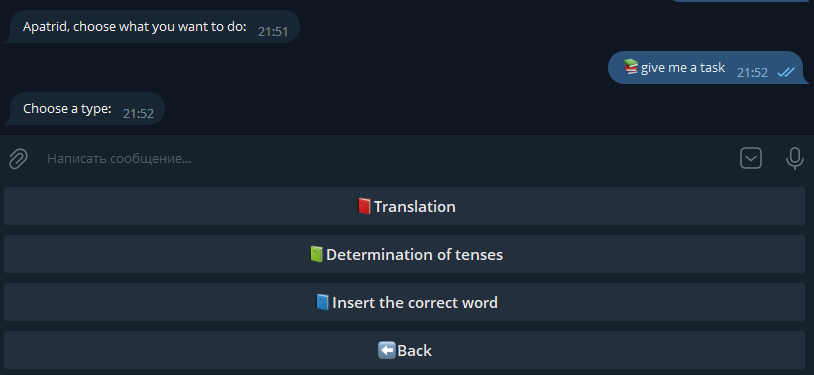 Apatrid, choose what you want to do: 21:51
📚give me a task 21:52
Choose a type: 21:52
Написать сообщение...
📕Translation
📗Determination of tenses
📘Insert the correct word
⬅️Back